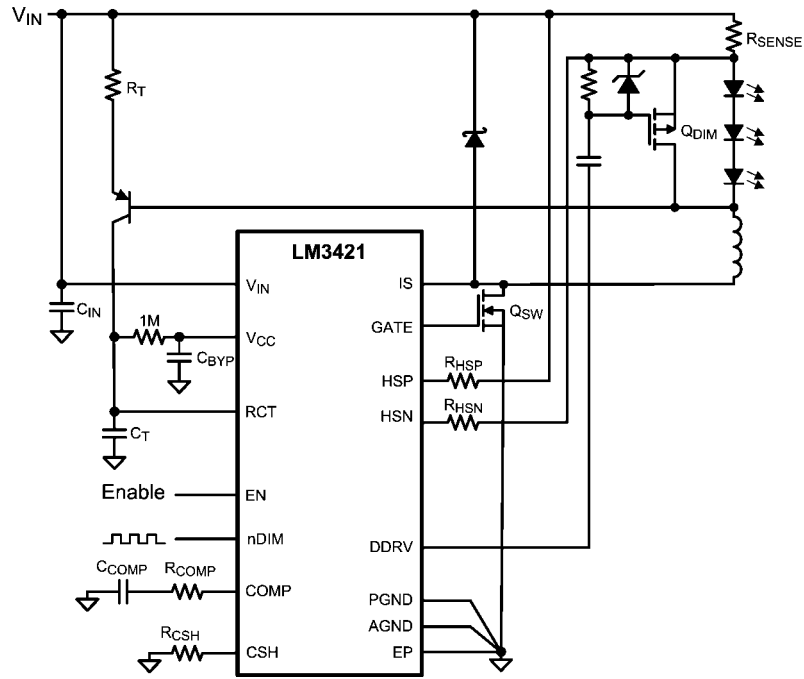 VIN
RSENSE
RT
QDIM
LM3421
VIN
IS
CIN
1M
QSW
VCC
GATE
CBYP
RHSP
HSP
RHSN
RCT
HSN
CT
Enable
EN
nDIM
DDRV
CCOMP
RCOMP
COMP
PGND
AGND
RCSH
CSH
EP